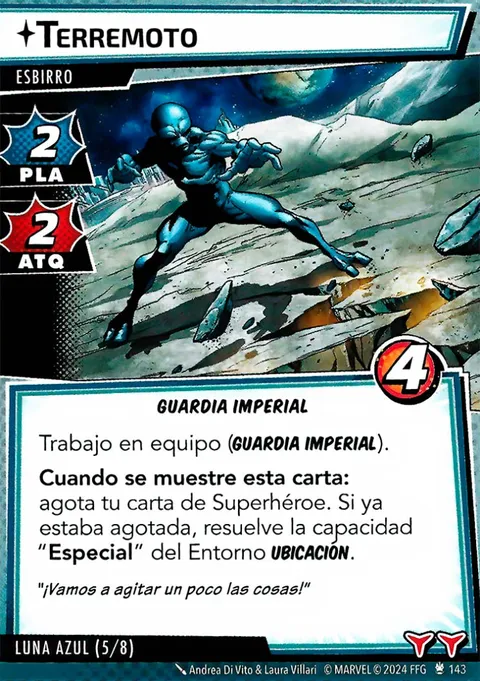 TERREMOTO
ESBIRRO
2
PLA
2
ATQ
4
GUARDIA IMPERIAL
Trabajo en equipo (GUARDIA IMPERIAL).
Cuando se muestre esta carta:
agota tu carta de Superhéroe. Si ya
estaba agotada, resuelve la capacidad
“Especial” del Entorno UBICACIÓN.
"¡Vamos a agitar un poco las cosas!"
LUNA AZUL (5/8)
Andrea Di Vito & Laura Villari © MARVEL © 2024 FFG 143